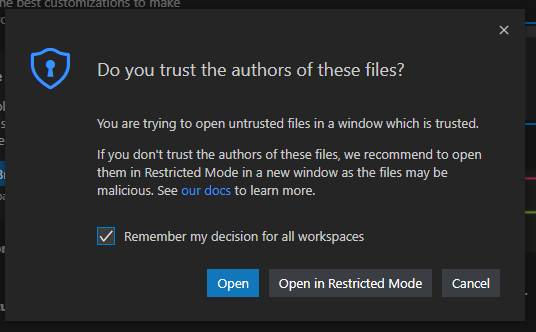 the best customizations to make
Do you trust the authors of these files?
You are trying to open untrusted files in a window which is trusted.
If you don't trust the authors of these files, we recommend to open
them in Restricted Mode in a new window as the files may be
malicious. See our docs to learn more.
Remember my decision for all workspaces
Open
Open in Restricted Mode
Cancel